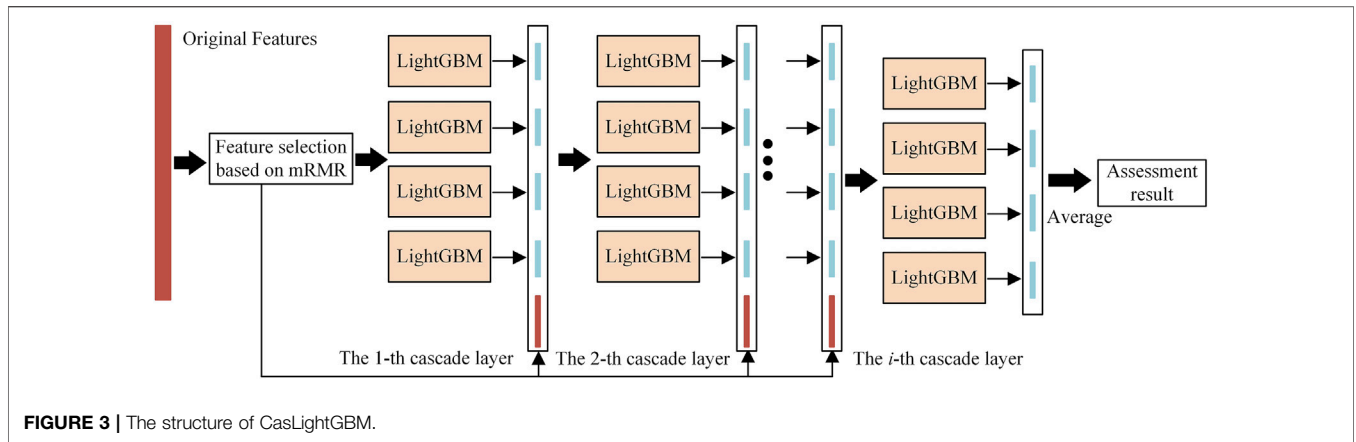 Original Features
Feature selection
based on mRMR
LightGBM
LightGBM
LightGBM
LightGBM
The 1-th cascade layer
LightGBM
LightGBM
LightGBM
LightGBM
The 2-th cascade layer
LightGBM
LightGBM
LightGBM
LightGBM
The i-th cascade layer
Average
Assessment
result
FIGURE 3 | The structure of CasLightGBM.